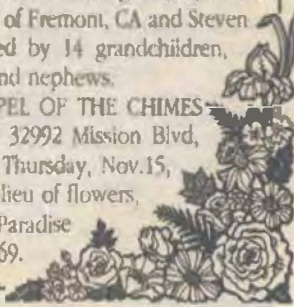 of Fremont, CA and Steven
ed by 14 grandchildren,
nd nephews.
PEL OF THE CHIMES
32992 Mission Blvd,
Thursday, Nov.15,
lieu of flowers,
Paradise
69.